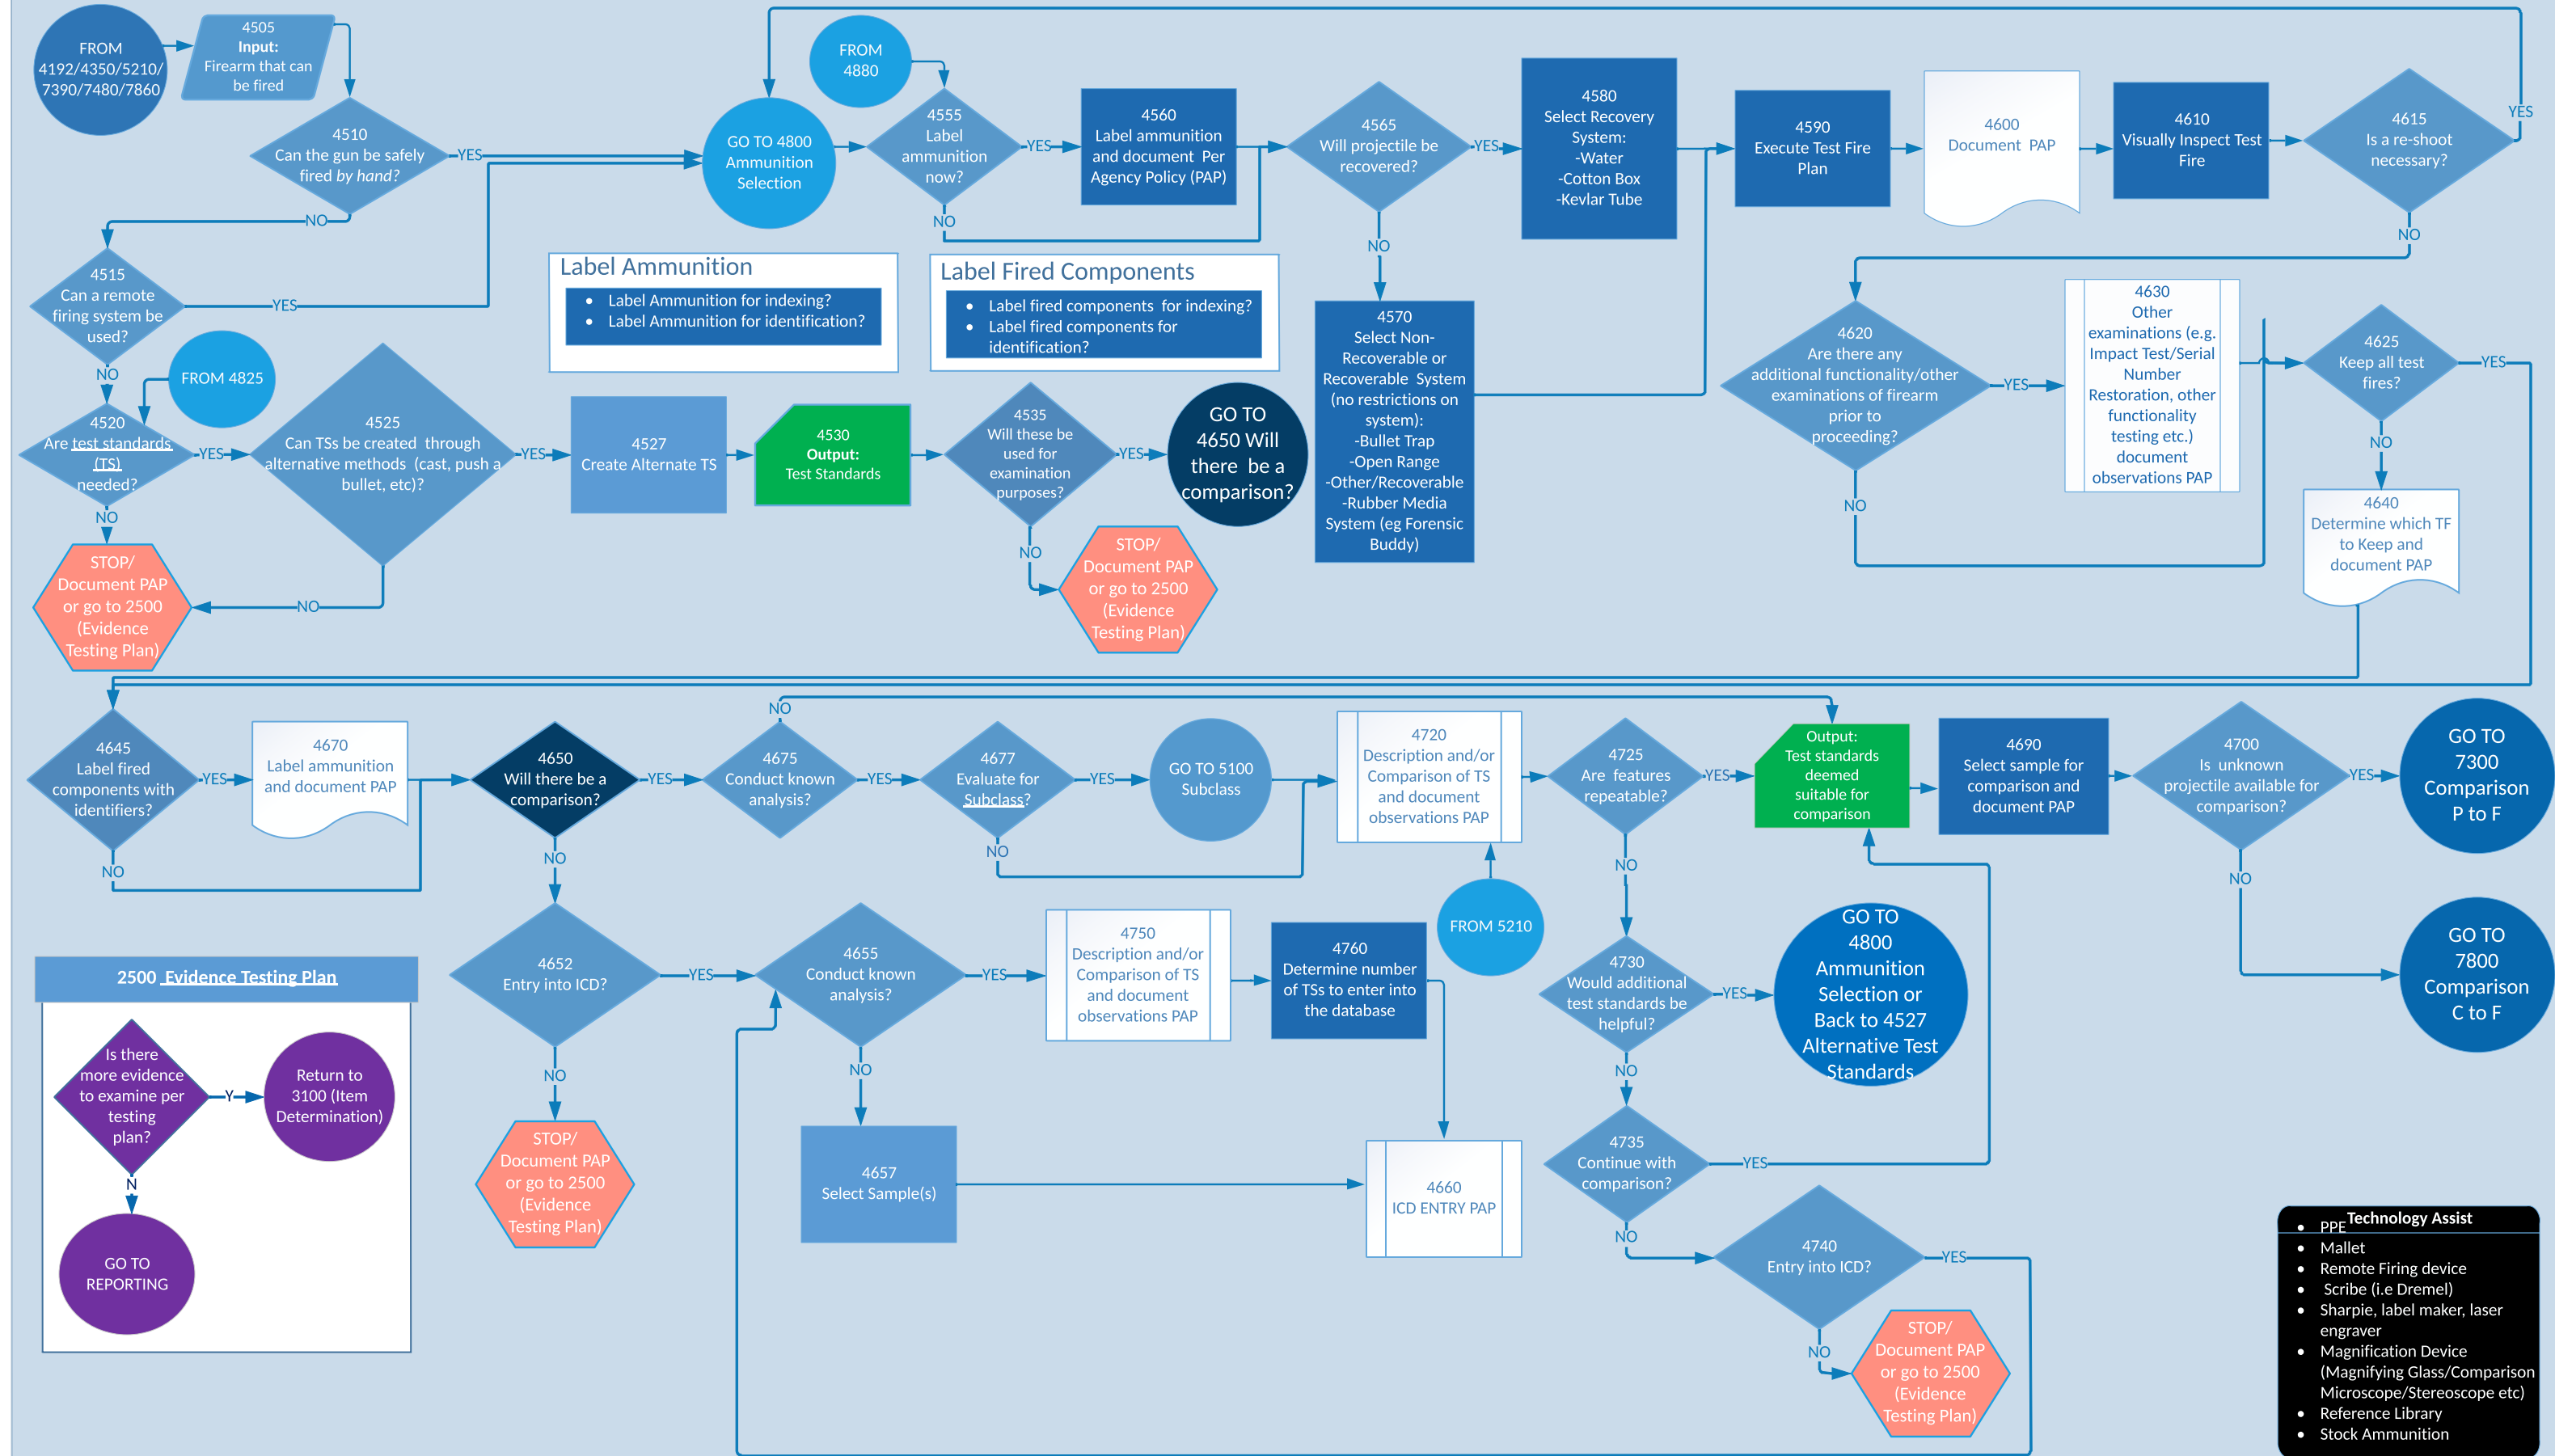 FROM
4192/4350/5210/
7390/7480/7860
4505
Input:
Firearm that can
be fired
4510
Can the gun be safely
fired by hand?
YES
NO
GO TO 4800
Ammunition
Selection
FROM
4880
4555
Label
ammunition
now?
YES
NO
4560
Label ammunition
and document Per
Agency Policy (PAP)
4565
Will projectile be
recovered?
YES
NO
4580
Select Recovery
System:
-Water
-Cotton Box
-Kevlar Tube
4590
Execute Test Fire
Plan
4600
Document PAP
4610
Visually Inspect Test
Fire
4615
Is a re-shoot
necessary?
YES
NO
4515
Can a remote
firing system be
used?
YES
NO
FROM 4825
4520
Are test standards
(TS)
needed?
YES
NO
4525
Can TSs be created through
alternative methods (cast, push a
bullet, etc)?
YES
NO
STOP/
Document PAP
or go to 2500
(Evidence
Testing Plan)
4527
Create Alternate TS
4530
Output:
Test Standards
4535
Will these be
used for
examination
purposes?
YES
NO
GO TO
4650 Will
there be a
comparison?
STOP/
Document PAP
or go to 2500
(Evidence
Testing Plan)
Label Ammunition
• Label Ammunition for indexing?
• Label Ammunition for identification?
Label Fired Components
• Label fired components for indexing?
• Label fired components for
identification?
4570
Select Non-
Recoverable or
Recoverable System
(no restrictions on
system):
-Bullet Trap
-Open Range
-Other/Recoverable
-Rubber Media
System (eg Forensic
Buddy)
4620
Are there any
additional functionality/other
examinations of firearm
prior to
proceeding?
YES
NO
4630
Other
examinations (e.g.
Impact Test/Serial
Number
Restoration, other
functionality
testing etc.)
document
observations PAP
4625
Keep all test
fires?
YES
NO
4640
Determine which TF
to Keep and
document PAP
4645
Label fired
components with
identifiers?
YES
NO
4670
Label ammunition
and document PAP
4650
Will there be a
comparison?
YES
NO
4675
Conduct known
analysis?
NO
YES
4677
Evaluate for
Subclass?
YES
NO
GO TO 5100
Subclass
4720
Description and/or
Comparison of TS
and document
observations PAP
FROM 5210
4725
Are features
repeatable?
YES
NO
Output:
Test standards
deemed
suitable for
comparison
4690
Select sample for
comparison and
document PAP
4700
Is unknown
projectile available for
comparison?
YES
NO
GO TO
7300
Comparison
P to F
GO TO
7800
Comparison
C to F
4652
Entry into ICD?
YES
NO
STOP/
Document PAP
or go to 2500
(Evidence
Testing Plan)
4655
Conduct known
analysis?
YES
NO
4657
Select Sample(s)
4750
Description and/or
Comparison of TS
and document
observations PAP
4760
Determine number
of TSs to enter into
the database
4660
ICD ENTRY PAP
4730
Would additional
test standards be
helpful?
YES
NO
GO TO
4800
Ammunition
Selection or
Back to 4527
Alternative Test
Standards
4735
Continue with
comparison?
YES
NO
4740
Entry into ICD?
YES
NO
STOP/
Document PAP
or go to 2500
(Evidence
Testing Plan)
2500 Evidence Testing Plan
Is there
more evidence
to examine per
testing
plan?
Y
N
Return to
3100 (Item
Determination)
GO TO
REPORTING
Technology Assist
• PPE
• Mallet
• Remote Firing device
• Scribe (i.e Dremel)
• Sharpie, label maker, laser
engraver
• Magnification Device
(Magnifying Glass/Comparison
Microscope/Stereoscope etc)
• Reference Library
• Stock Ammunition